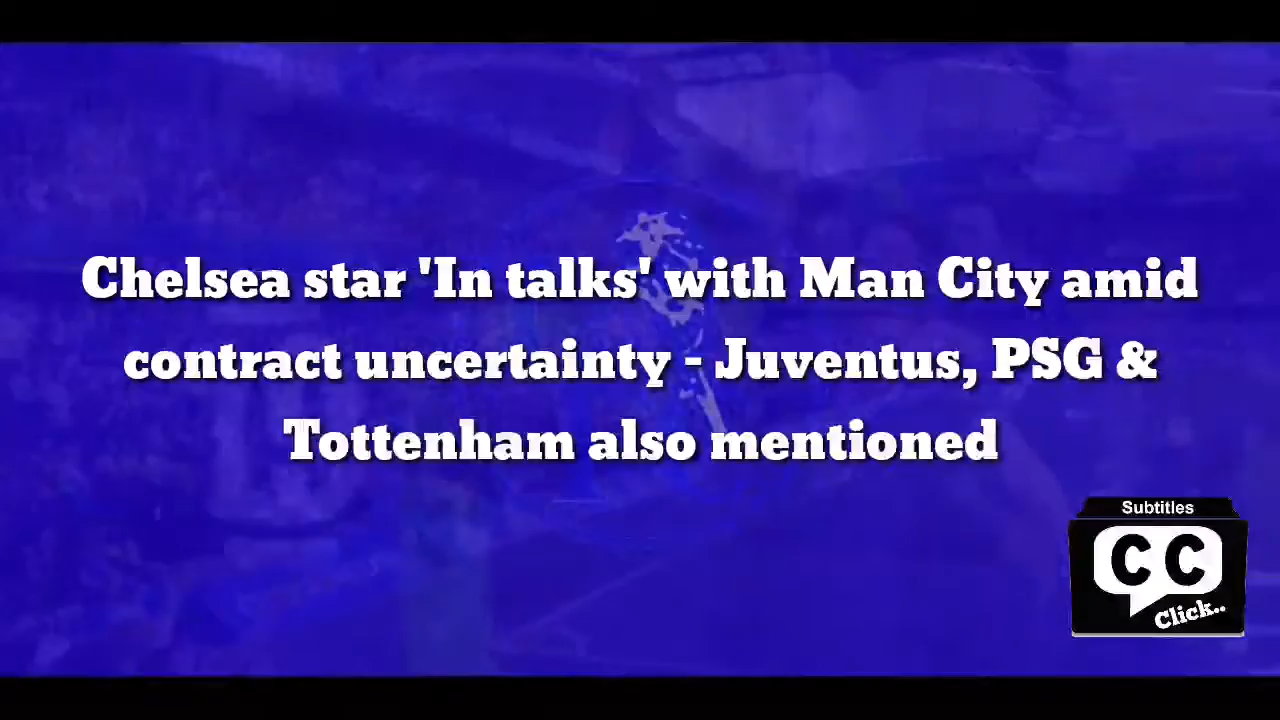 Chelsea star 'In talks' with Man City amid
contract uncertainty - Juventus, PSG &
Tottenham also mentioned
Subtitles
CC
Click..